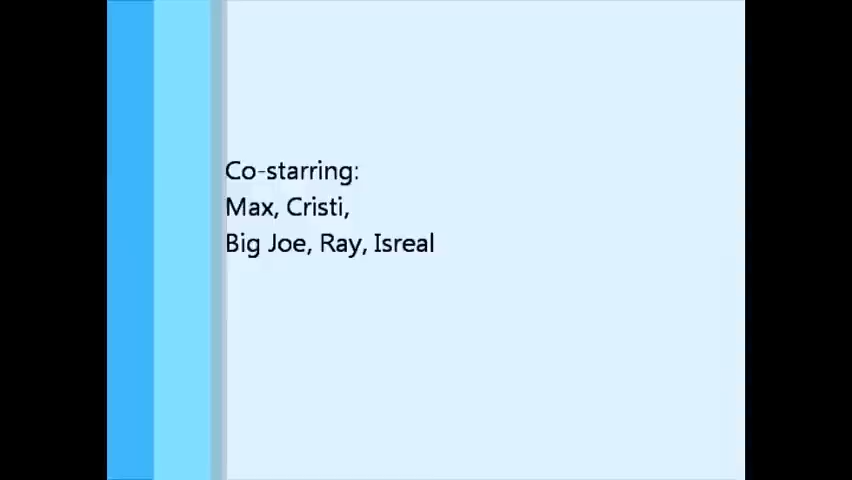 Co-starring:
Max, Cristi,
Big Joe, Ray, Isreal